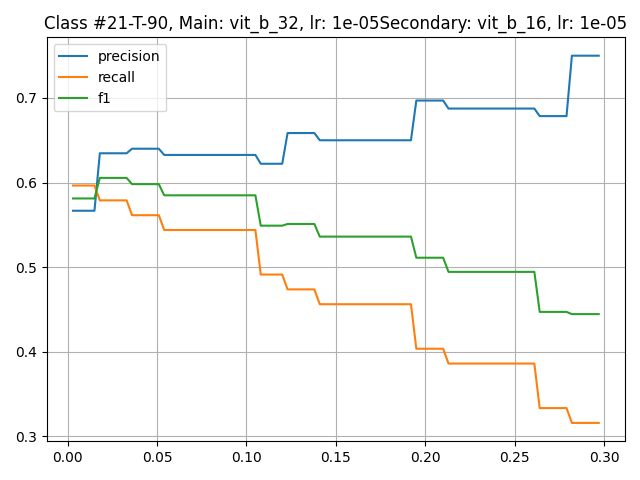 Class #21-T-90, Main: vit_b_32, lr: 1e-05Secondary: vit_b_16, lr: 1e-05
precision
recall
f1
0.7
0.6
0.5
0.4
0.3
0.00 0.05 0.10 0.15 0.20 0.25 0.30